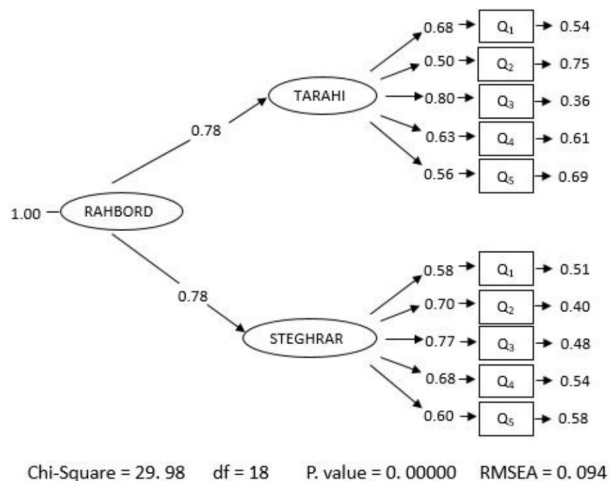 0.68 Q1 0.54
0.50 Q2 0.75
TARAHI 0.80 Q3 0.36
0.63 Q4 0.61
0.78
0.56 Q5 0.69
1.00 RAHBORD
0.58 Q1 0.51
0.78
0.70 Q2 0.40
STEGHRAR 0.77 Q3 0.48
0.68 Q4 0.54
0.60 Q5 0.58
Chi-Square = 29. 98 df = 18 P. value = 0. 00000 RMSEA = 0. 094